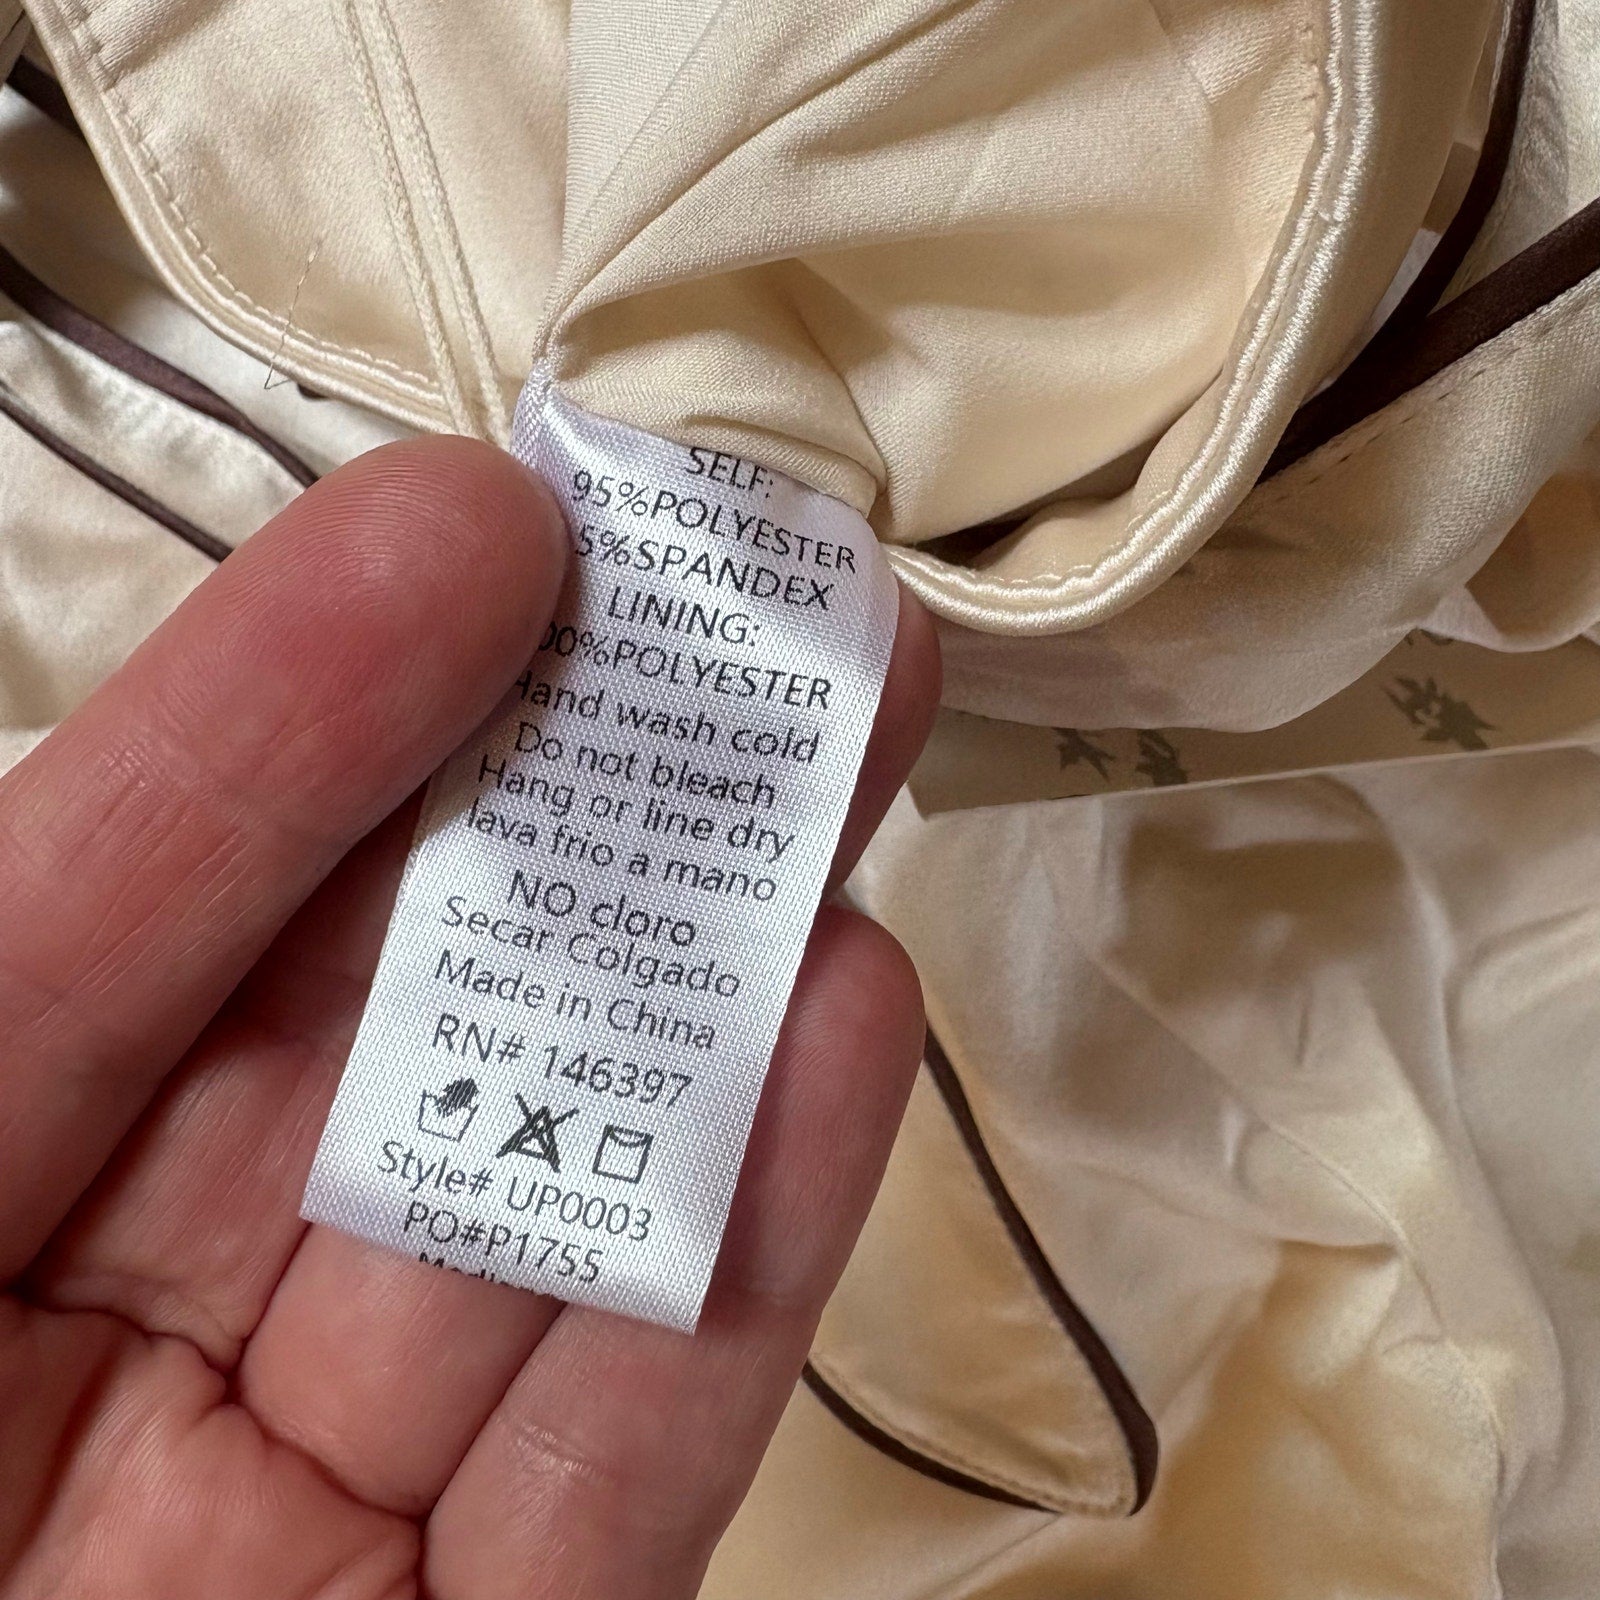 SELF:
95%POLYESTER
5%SPANDEX
LINING:
00%POLYESTER
Hand wash cold
Do not bleach
Hang or line dry
lava frio a mano
NO cloro
Secar Colgado
Made in China
RN# 146397
Style# UP0003
PO#P1755